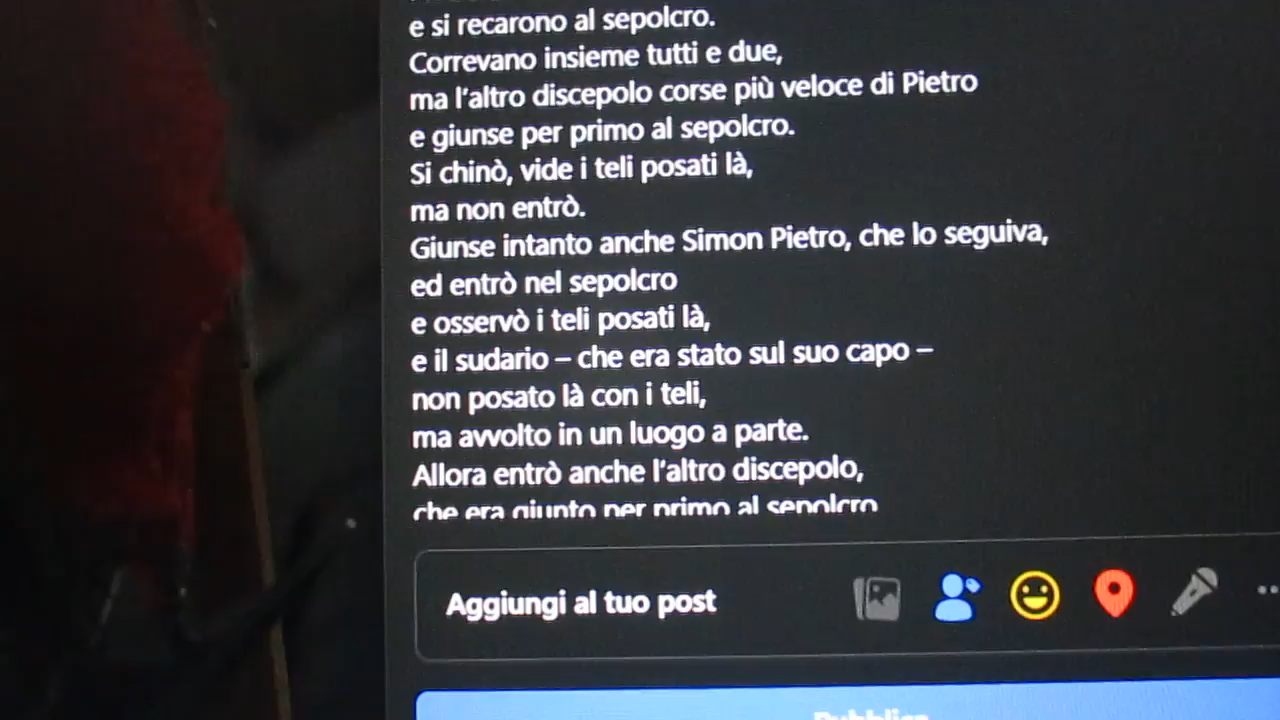 e si recarono al sepolcro.
Correvano insieme tutti e due,
ma l'altro discepolo corse più veloce di Pietro
e giunse per primo al sepolcro.
Si chinò, vide i teli posati là,
ma non entrò.
Giunse intanto anche Simon Pietro, che lo seguiva,
ed entrò nel sepolcro
e osservò i teli posati là,
e il sudario – che era stato sul suo capo –
non posato là con i teli,
ma avvolto in un luogo a parte.
Allora entrò anche l'altro discepolo,
che era giunto per primo al sepolcro
Aggiungi al tuo post
Pubblica